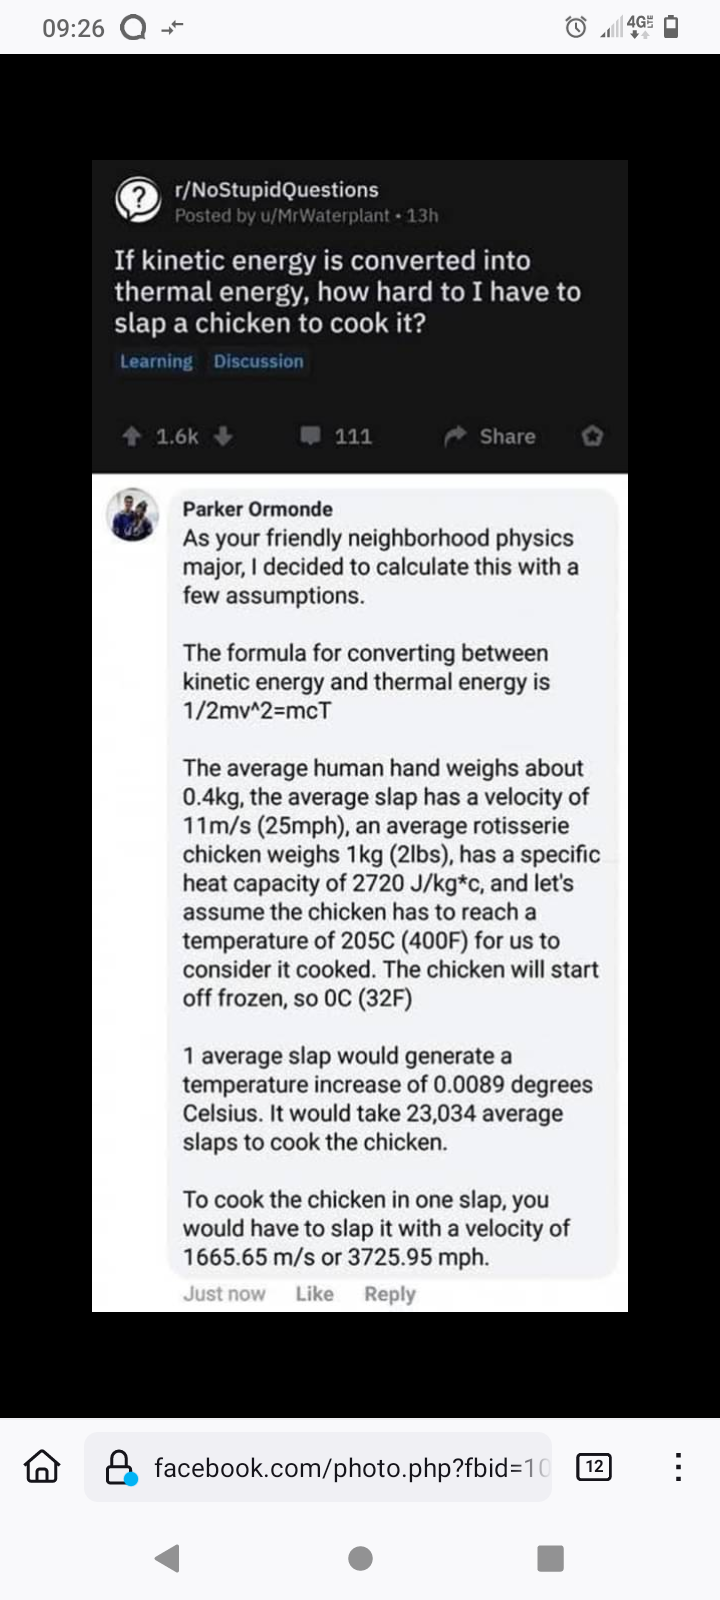 09:26
4G LTE
r/NoStupidQuestions
Posted by u/MrWaterplant • 13h
If kinetic energy is converted into
thermal energy, how hard to I have to
slap a chicken to cook it?
Learning Discussion
1.6k 111 Share
Parker Ormonde
As your friendly neighborhood physics
major, I decided to calculate this with a
few assumptions.
The formula for converting between
kinetic energy and thermal energy is
1/2mv^2=mcT
The average human hand weighs about
0.4kg, the average slap has a velocity of
11m/s (25mph), an average rotisserie
chicken weighs 1kg (2lbs), has a specific
heat capacity of 2720 J/kg*c, and let's
assume the chicken has to reach a
temperature of 205C (400F) for us to
consider it cooked. The chicken will start
off frozen, so 0C (32F)
1 average slap would generate a
temperature increase of 0.0089 degrees
Celsius. It would take 23,034 average
slaps to cook the chicken.
To cook the chicken in one slap, you
would have to slap it with a velocity of
1665.65 m/s or 3725.95 mph.
Just now Like Reply
facebook.com/photo.php?fbid=10
12